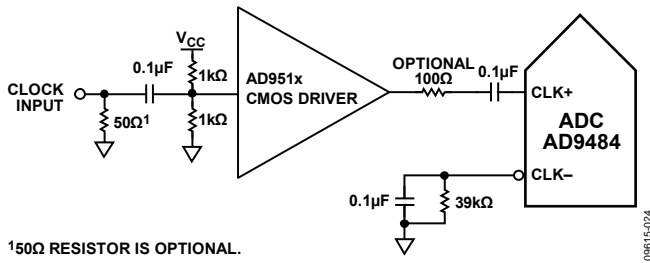 CLOCK
INPUT
50Ω¹
0.1µF
VCC
1kΩ
1kΩ
AD951x
CMOS DRIVER
OPTIONAL
100Ω
0.1µF
CLK+
ADC
AD9484
CLK–
0.1µF
39kΩ
¹50Ω RESISTOR IS OPTIONAL.
09615-024